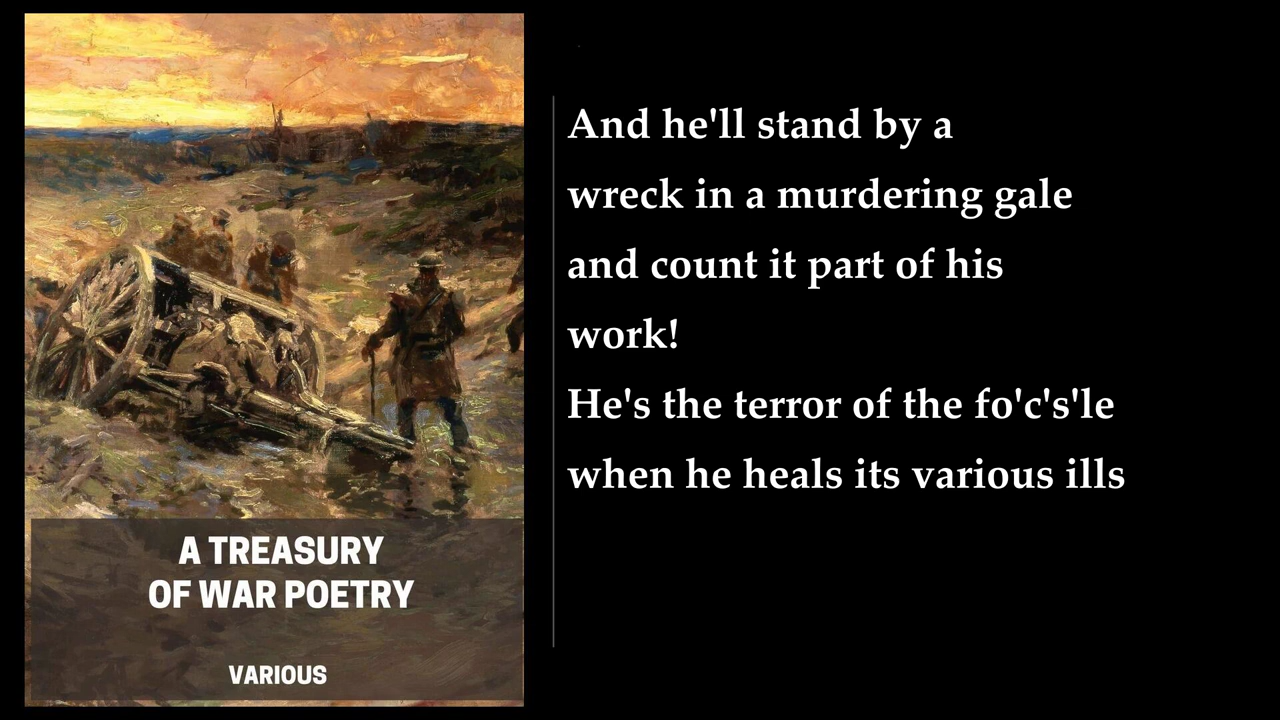 A TREASURY
OF WAR POETRY
VARIOUS
And he'll stand by a
wreck in a murdering gale
and count it part of his
work!
He's the terror of the fo'c's'le
when he heals its various ills